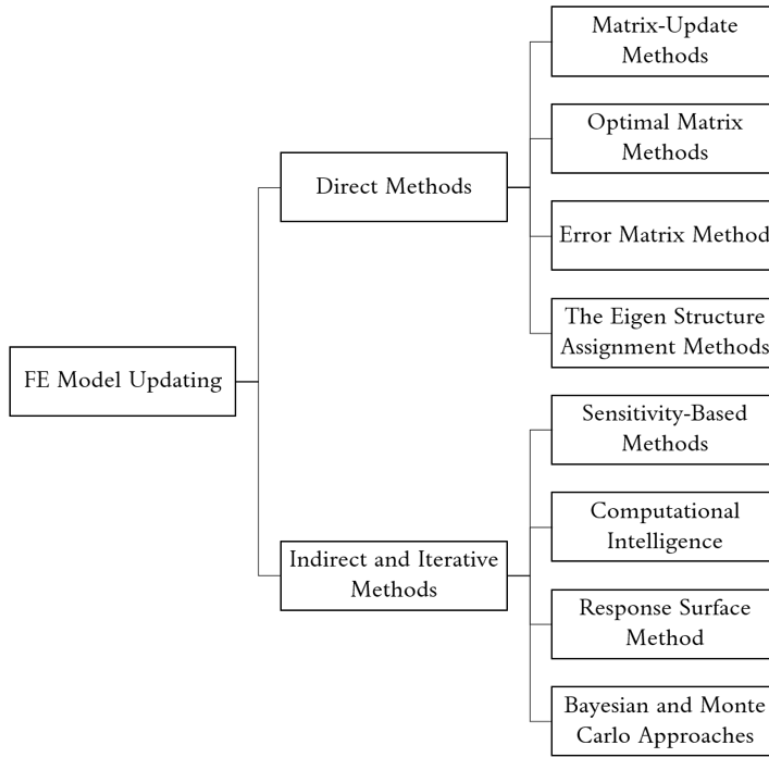 FE Model Updating
Direct Methods
Matrix-Update
Methods
Optimal Matrix
Methods
Error Matrix Method
The Eigen Structure
Assignment Methods
Indirect and Iterative
Methods
Sensitivity-Based
Methods
Computational
Intelligence
Response Surface
Method
Bayesian and Monte
Carlo Approaches